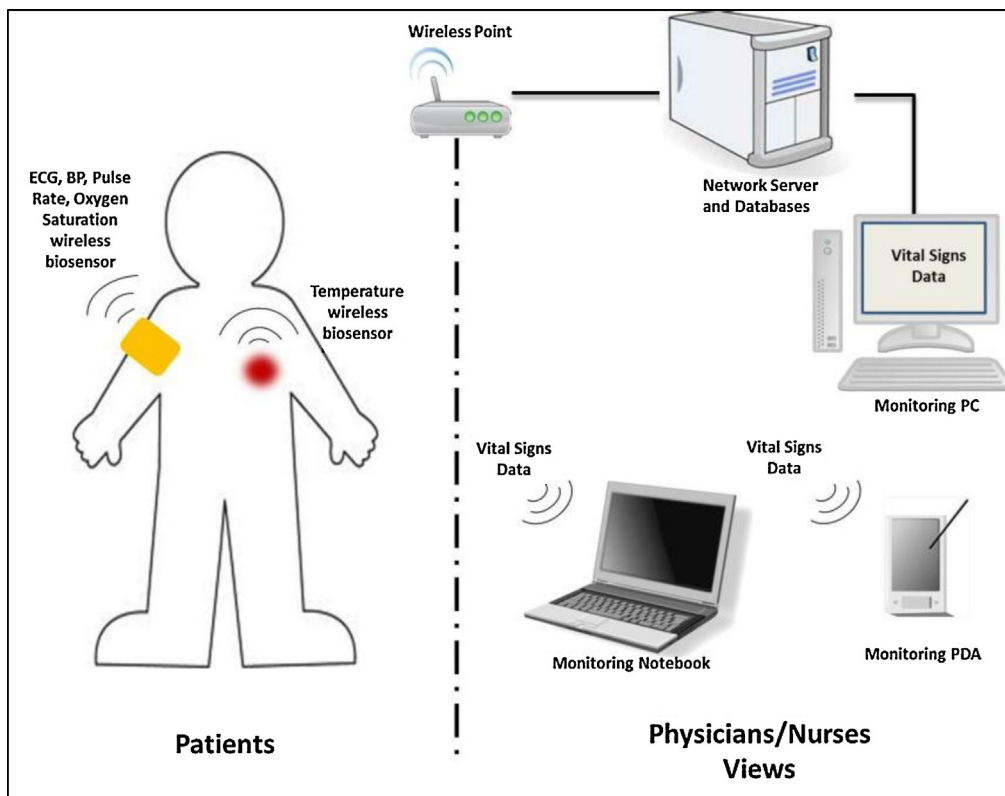 Wireless Point
Network Server
and Databases
Vital Signs
Data
Monitoring PC
ECG, BP, Pulse
Rate, Oxygen
Saturation
wireless
biosensor
Temperature
wireless
biosensor
Vital Signs
Data
Vital Signs
Data
Monitoring Notebook
Monitoring PDA
Patients
Physicians/Nurses
Views